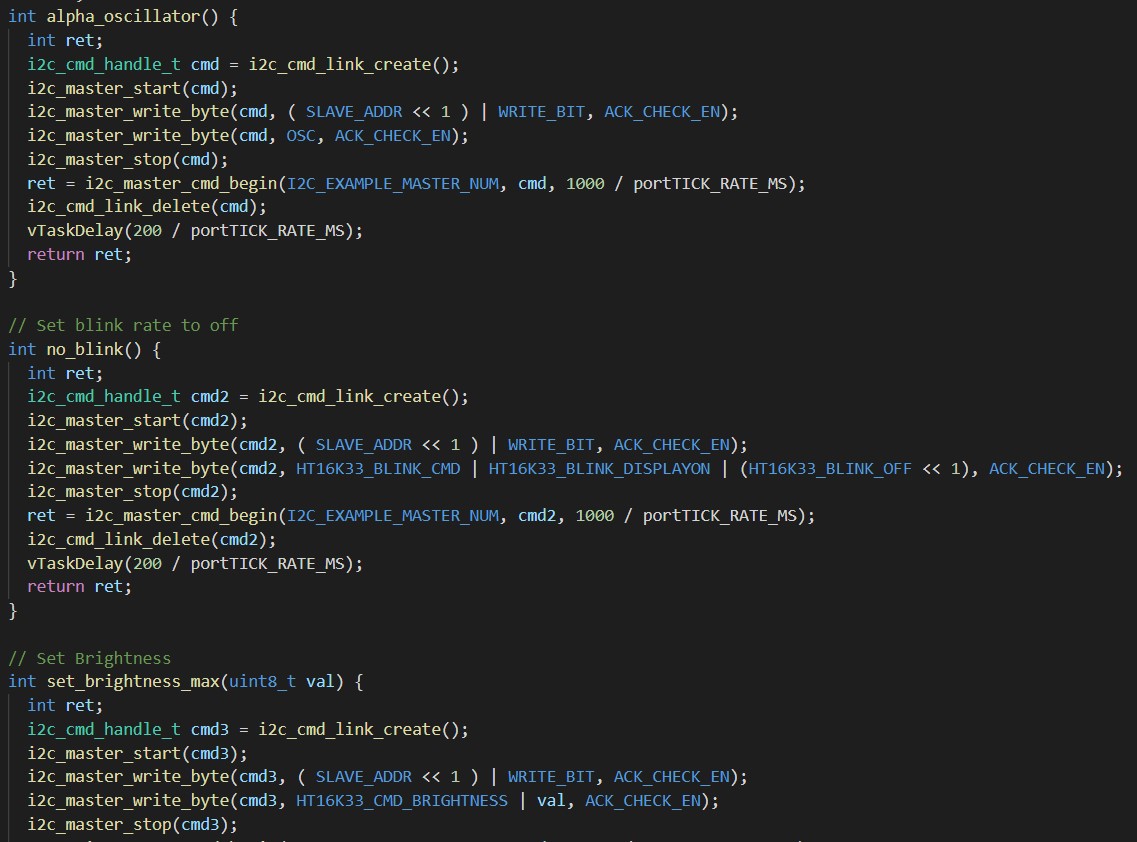 int alpha_oscillator() {
  int ret;
  i2c_cmd_handle_t cmd = i2c_cmd_link_create();
  i2c_master_start(cmd);
  i2c_master_write_byte(cmd, ( SLAVE_ADDR << 1 ) | WRITE_BIT, ACK_CHECK_EN);
  i2c_master_write_byte(cmd, OSC, ACK_CHECK_EN);
  i2c_master_stop(cmd);
  ret = i2c_master_cmd_begin(I2C_EXAMPLE_MASTER_NUM, cmd, 1000 / portTICK_RATE_MS);
  i2c_cmd_link_delete(cmd);
  vTaskDelay(200 / portTICK_RATE_MS);
  return ret;
}

// Set blink rate to off
int no_blink() {
  int ret;
  i2c_cmd_handle_t cmd2 = i2c_cmd_link_create();
  i2c_master_start(cmd2);
  i2c_master_write_byte(cmd2, ( SLAVE_ADDR << 1 ) | WRITE_BIT, ACK_CHECK_EN);
  i2c_master_write_byte(cmd2, HT16K33_BLINK_CMD | HT16K33_BLINK_DISPLAYON | (HT16K33_BLINK_OFF << 1), ACK_CHECK_EN);
  i2c_master_stop(cmd2);
  ret = i2c_master_cmd_begin(I2C_EXAMPLE_MASTER_NUM, cmd2, 1000 / portTICK_RATE_MS);
  i2c_cmd_link_delete(cmd2);
  vTaskDelay(200 / portTICK_RATE_MS);
  return ret;
}

// Set Brightness
int set_brightness_max(uint8_t val) {
  int ret;
  i2c_cmd_handle_t cmd3 = i2c_cmd_link_create();
  i2c_master_start(cmd3);
  i2c_master_write_byte(cmd3, ( SLAVE_ADDR << 1 ) | WRITE_BIT, ACK_CHECK_EN);
  i2c_master_write_byte(cmd3, HT16K33_CMD_BRIGHTNESS | val, ACK_CHECK_EN);
  i2c_master_stop(cmd3);